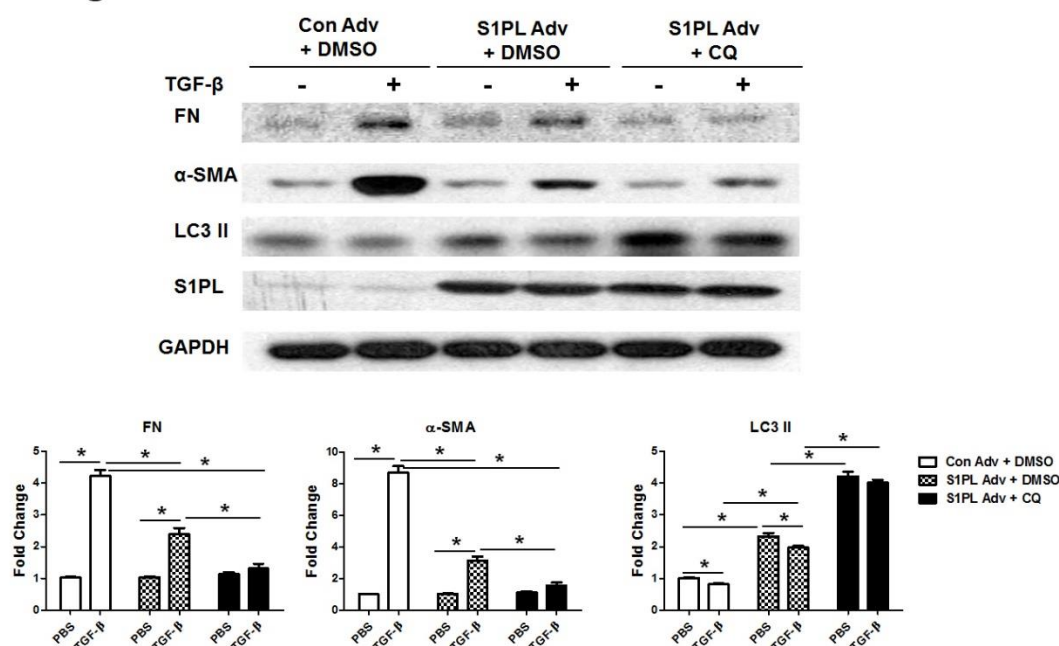 Con Adv S1PL Adv S1PL Adv
+ DMSO + DMSO + CQ
TGF-β - + - + - +
FN
α-SMA
LC3 II
S1PL
GAPDH
FN
Fold Change
5
4
3
2
1
0
* * * * *
PBS TGF-β PBS TGF-β PBS TGF-β
α-SMA
Fold Change
10
8
6
4
2
0
* * * * *
PBS TGF-β PBS TGF-β PBS TGF-β
LC3 II
Fold Change
5
4
3
2
1
0
* * * * * *
PBS TGF-β PBS TGF-β PBS TGF-β
Con Adv + DMSO
S1PL Adv + DMSO
S1PL Adv + CQ